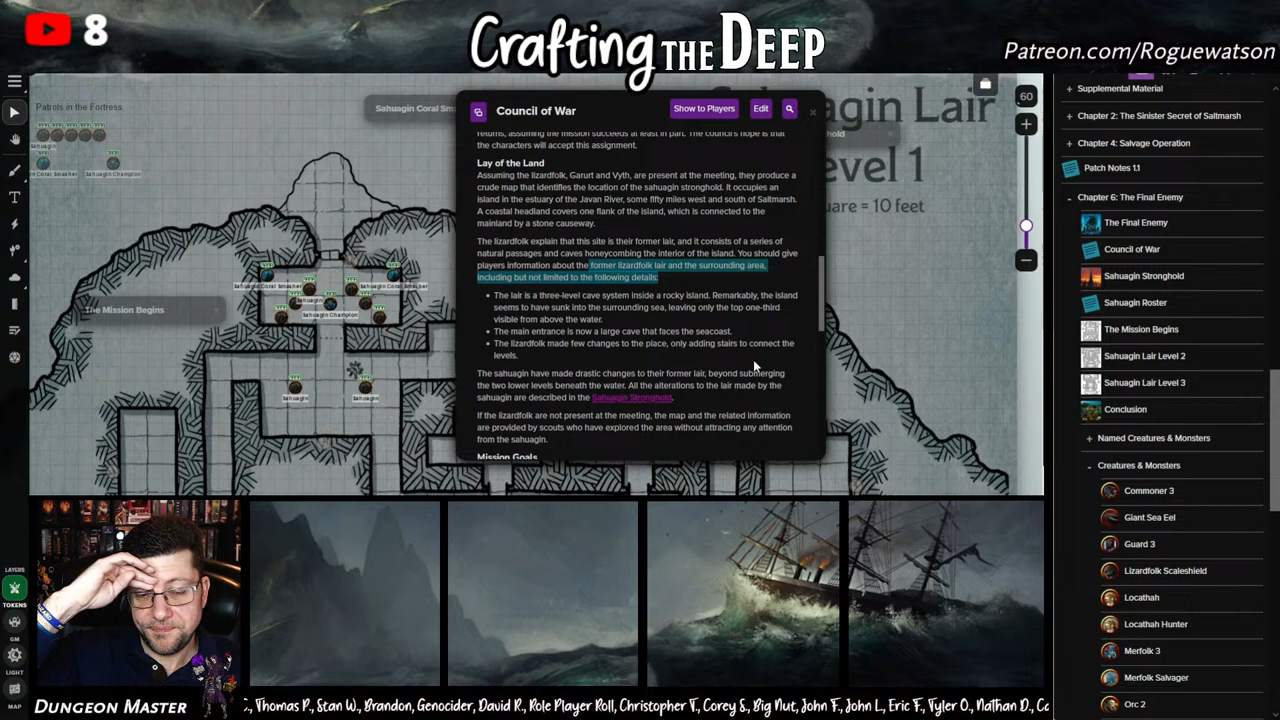 8
Crafting THE DEEP
Patreon.com/Roguewatson
Patrols in the Fortress
Sahuagin
Sahuagin Champion
Sahuagin Coral Sma
Level 1
uare = 10 feet
The Mission Begins
Sahuagin
Sahuagin Champion
Sahuagin
Sahuagin
60
Council of War
Show to Players
Edit
returns, assuming the mission succeeds at least in part. The council's hope is that
the characters will accept this assignment.
Lay of the Land
Assuming the lizardfolk, Garurt and Vyth, are present at the meeting, they produce a
crude map that identifies the location of the sahuagin stronghold. It occupies an
island in the estuary of the Javan River, some fifty miles west and south of Saltmarsh.
A coastal headland covers one flank of the island, which is connected to the
mainland by a stone causeway.
The lizardfolk explain that this site is their former lair, and it consists of a series of
natural passages and caves honeycombing the interior of the island. You should give
players information about the former lizardfolk lair and the surrounding area,
including but not limited to the following details:
• The lair is a three-level cave system inside a rocky island. Remarkably, the island
seems to have sunk into the surrounding sea, leaving only the top one-third
visible from above the water.
• The main entrance is now a large cave that faces the seacoast.
• The lizardfolk made few changes to the place, only adding stairs to connect the
levels.
The sahuagin have made drastic changes to their former lair, beyond submerging
the two lower levels beneath the water. All the alterations to the lair made by the
sahuagin are described in the Sahuagin Stronghold.
If the lizardfolk are not present at the meeting, the map and the related information
are provided by scouts who have explored the area without attracting any attention
from the sahuagin.
Mission Goals
Supplemental Material
Chapter 2: The Sinister Secret of Saltmarsh
Chapter 4: Salvage Operation
Patch Notes 1.1
Chapter 6: The Final Enemy
The Final Enemy
Council of War
Sahuagin Stronghold
Sahuagin Roster
The Mission Begins
Sahuagin Lair Level 2
Sahuagin Lair Level 3
Conclusion
Named Creatures & Monsters
Creatures & Monsters
Commoner 3
Giant Sea Eel
Guard 3
Lizardfolk Scaleshield
Locathah
Locathah Hunter
Merfolk 3
Merfolk Salvager
Orc 2
LAYERS
TOKENS
GM
LIGHT
MAP
DUNGEON MASTER
Thomas P., Stan W., Brandon, Genocider, David R., Role Player Roll, Christopher T, Corey S, Big Nut, John F, John L, Eric F, Tyler O., Nathan D., Co